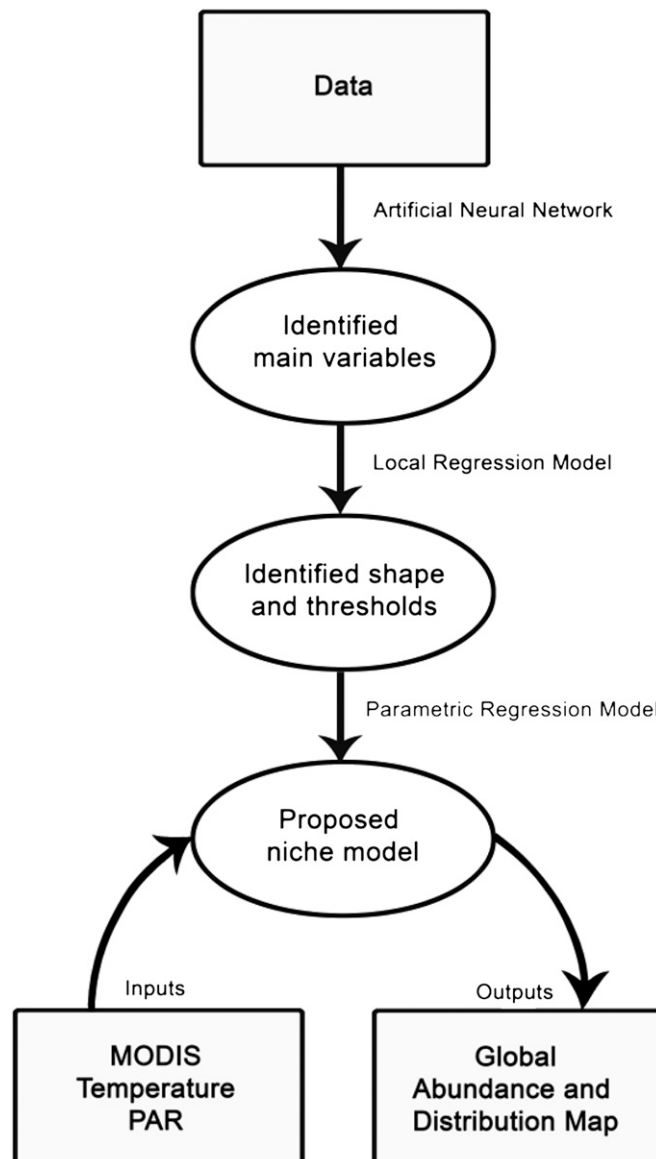 Data
Artificial Neural Network
Identified
main variables
Local Regression Model
Identified shape
and thresholds
Parametric Regression Model
Proposed
niche model
Inputs
Outputs
MODIS
Temperature
PAR
Global
Abundance and
Distribution Map